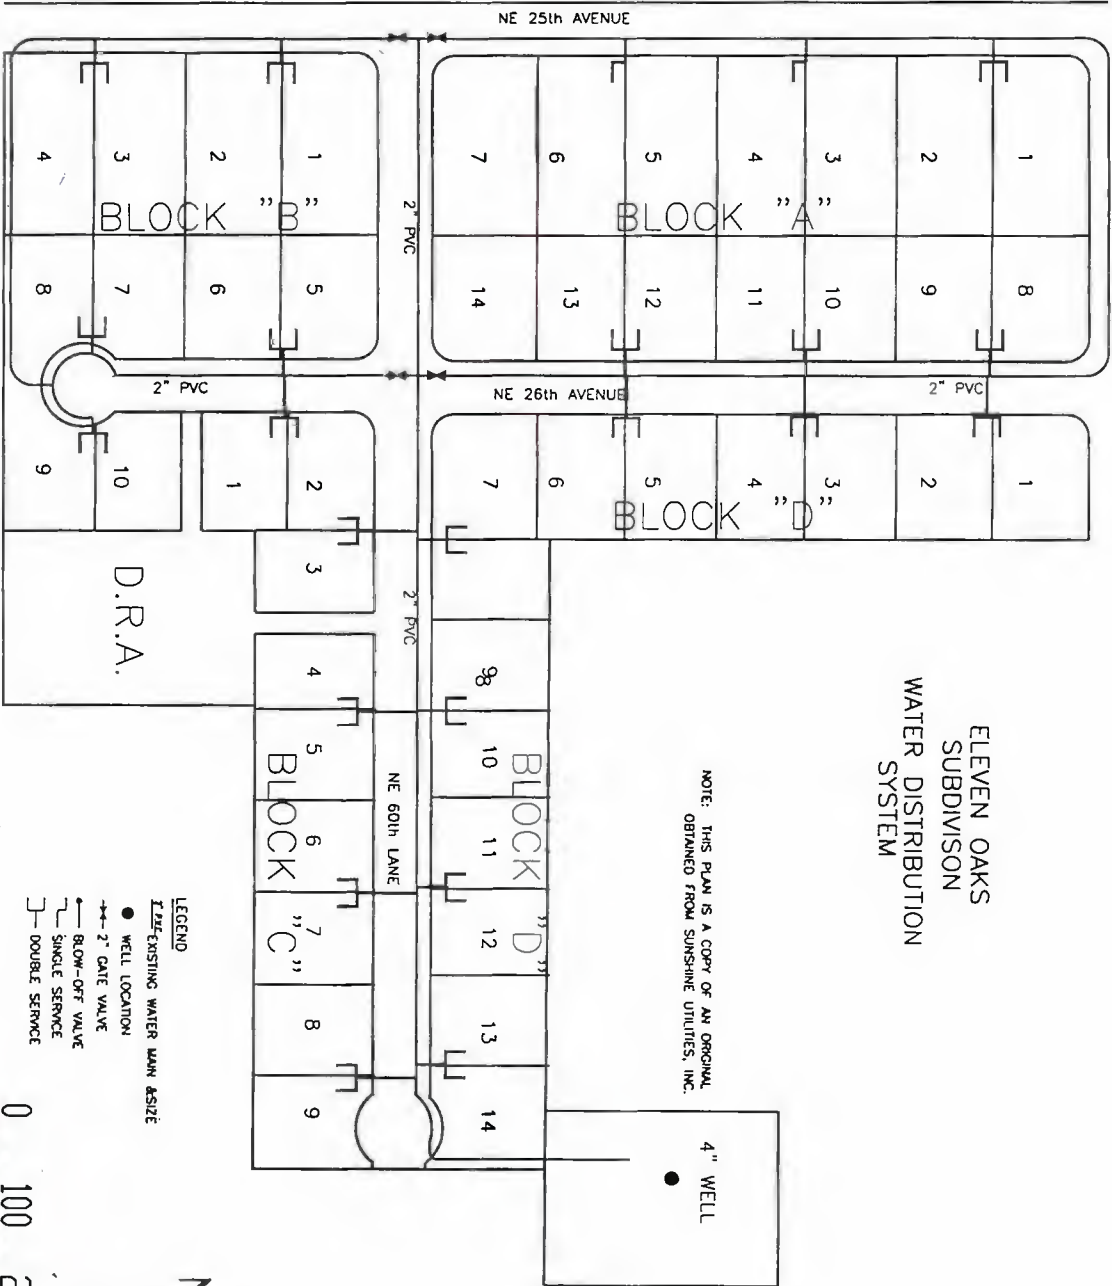 NE 25th AVENUE
7
6
5
4
3
2
1
BLOCK "A"
14
13
12
11
10
9
8
4
3
2
1
BLOCK "B"
8
7
6
5
2" PVC
2" PVC
NE 26th AVENUE
2" PVC
9
10
1
2
7
6
5
4
3
2
1
BLOCK "D"
3
D.R.A.
2" PVC
4
5
6
7
8
9
BLOCK "C"
NE 60th LANE
9
8
10
11
12
13
14
BLOCK "D"
ELEVEN OAKS
SUBDIVISON
WATER DISTRIBUTION
SYSTEM
NOTE: THIS PLAN IS A COPY OF AN ORIGINAL
OBTAINED FROM SUNSHINE UTILITIES, INC.
4" WELL
LEGEND
EXISTING WATER MAIN &SIZE
WELL LOCATION
2" GATE VALVE
BLOW-OFF VALVE
SINGLE SERVICE
DOUBLE SERVICE
0 100